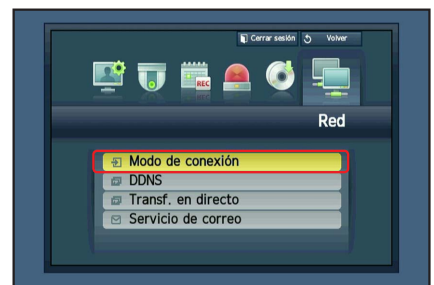 Cerrar sesión Volver
REC
Red
Modo de conexión
DDNS
Transf. en directo
Servicio de correo